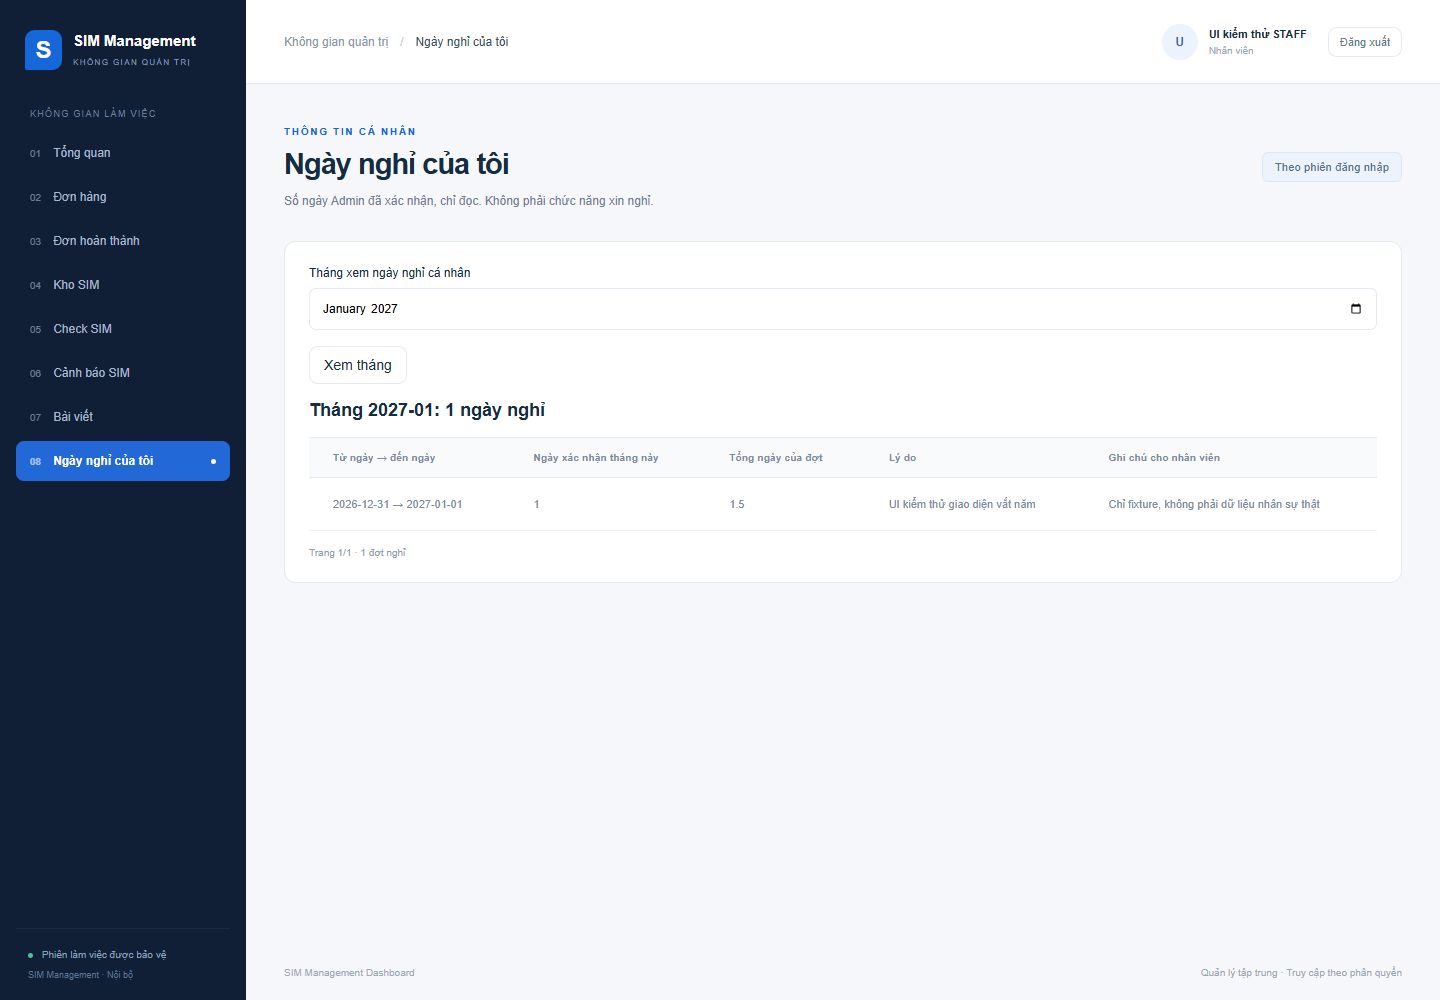 S
SIM Management
KHÔNG GIAN QUẢN TRỊ
KHÔNG GIAN LÀM VIỆC
01 Tổng quan
02 Đơn hàng
03 Đơn hoàn thành
04 Kho SIM
05 Check SIM
06 Cảnh báo SIM
07 Bài viết
08 Ngày nghỉ của tôi
Phiên làm việc được bảo vệ
SIM Management · Nội bộ
Không gian quản trị / Ngày nghỉ của tôi
U
UI kiểm thử STAFF
Nhân viên
Đăng xuất
THÔNG TIN CÁ NHÂN
Ngày nghỉ của tôi
Số ngày Admin đã xác nhận, chỉ đọc. Không phải chức năng xin nghỉ.
Theo phiên đăng nhập
Tháng xem ngày nghỉ cá nhân
January 2027
Xem tháng
Tháng 2027-01: 1 ngày nghỉ
Từ ngày → đến ngày Ngày xác nhận tháng này Tổng ngày của đợt Lý do Ghi chú cho nhân viên
2026-12-31 → 2027-01-01 1 1.5 UI kiểm thử giao diện vắt năm Chỉ fixture, không phải dữ liệu nhân sự thật
Trang 1/1 · 1 đợt nghỉ
SIM Management Dashboard
Quản lý tập trung · Truy cập theo phân quyền